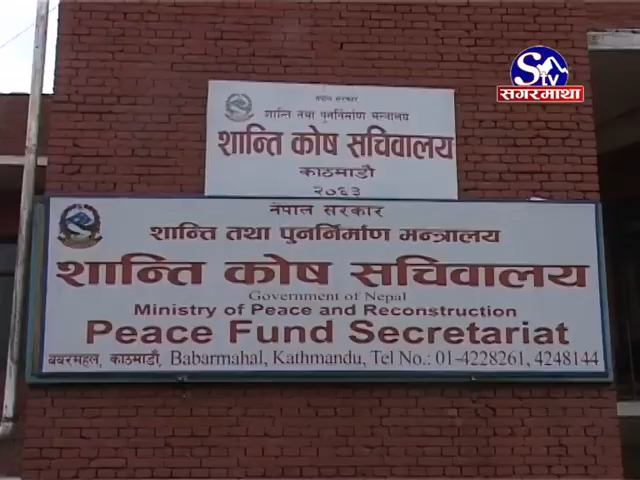 STV
सगरमाथा
नेपाल सरकार
शान्ति तथा पुनर्निर्माण मन्त्रालय
शान्ति कोष सचिवालय
काठमाडौ
२०६३
नेपाल सरकार
शान्ति तथा पुनर्निर्माण मन्त्रालय
शान्ति कोष सचिवालय
Government of Nepal
Ministry of Peace and Reconstruction
Peace Fund Secretariat
बबरमहल, काठमाडौं, Babarmahal, Kathmandu, Tel No.: 01-4228261, 4248144